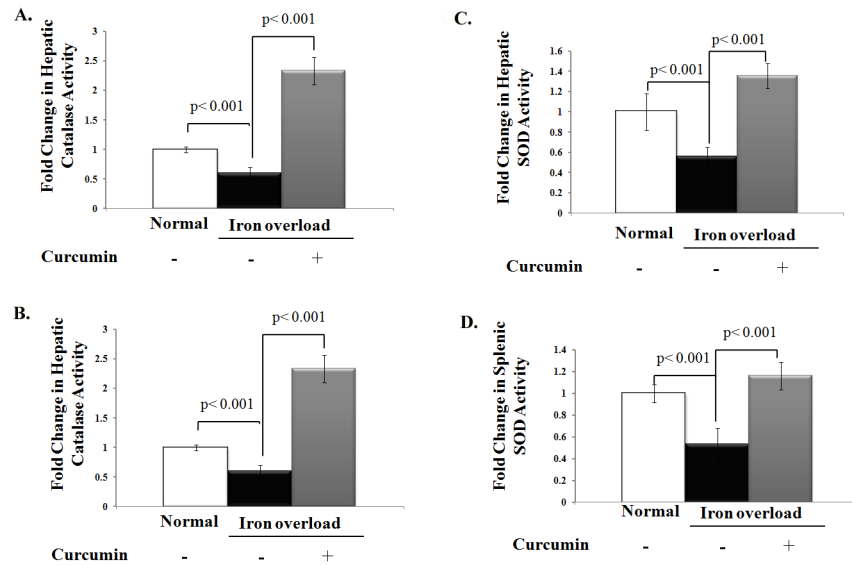 A.
Fold Change in Hepatic
Catalase Activity
3
2.5
2
1.5
1
0.5
0
p< 0.001
p< 0.001
Normal
Iron overload
Curcumin - - +
B.
Fold Change in Hepatic
Catalase Activity
3
2.5
2
1.5
1
0.5
0
p< 0.001
p< 0.001
Normal
Iron overload
Curcumin - - +
C.
Fold Change in Hepatic
SOD Activity
1.6
1.4
1.2
1
0.8
0.6
0.4
0.2
0
p< 0.001
p< 0.001
Normal
Iron overload
Curcumin - - +
D.
Fold Change in Splenic
SOD Activity
1.4
1.2
1
0.8
0.6
0.4
0.2
0
p< 0.001
p< 0.001
Normal
Iron overload
Curcumin - - +